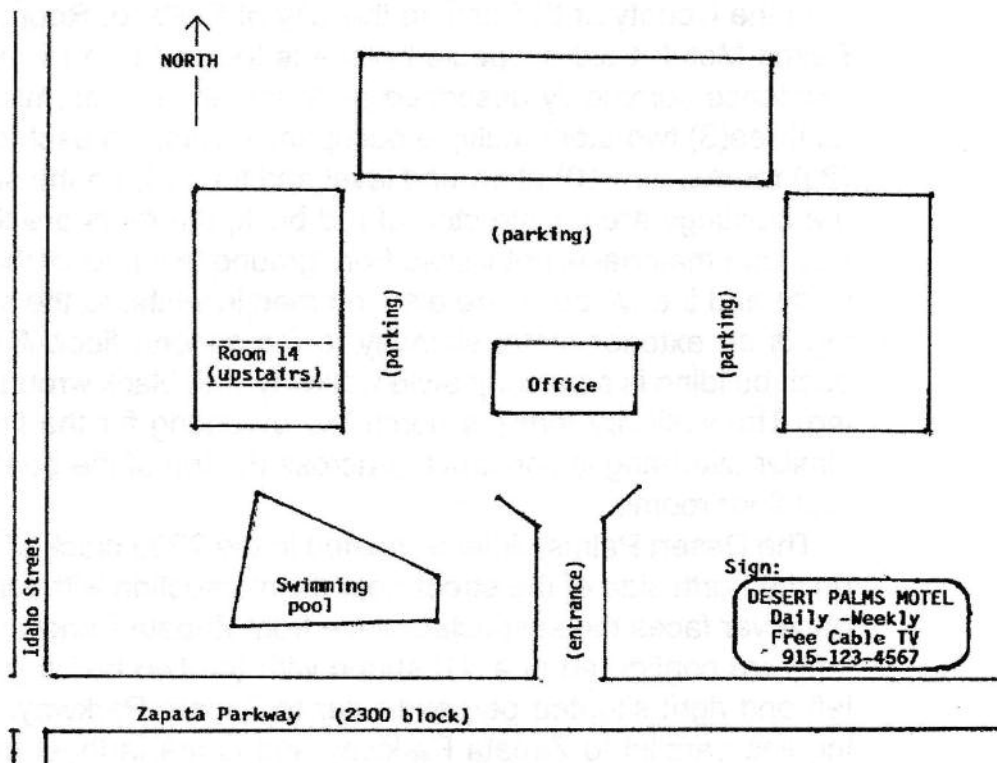 NORTH
(parking)
(parking)
(parking)
Room 14
(upstairs)
Office
Swimming
pool
(entrance)
Sign:
DESERT PALMS MOTEL
Daily -Weekly
Free Cable TV
915-123-4567
Idaho Street
Zapata Parkway (2300 block)